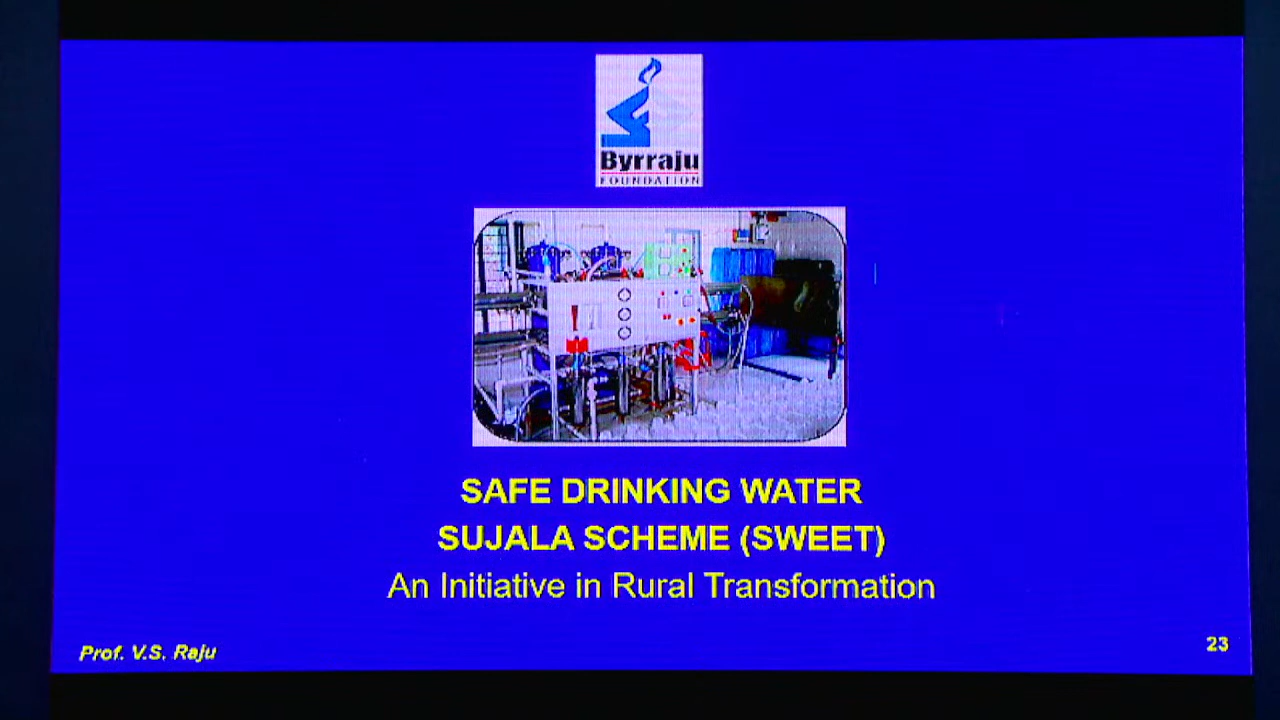 Byrraju
FOUNDATION
SAFE DRINKING WATER
SUJALA SCHEME (SWEET)
An Initiative in Rural Transformation
Prof. V.S. Raju
23